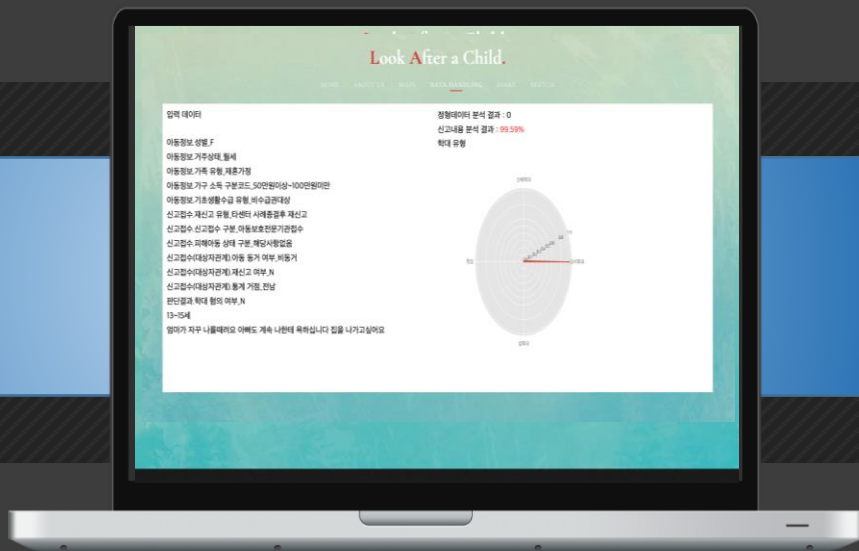 Look After a Child.
HOME ABOUT US MAPS DATA HANDLING DIARY SKETCH
입력 데이터
아동정보.성별_F
아동정보.거주상태_월세
아동정보.가족 유형_재혼가정
아동정보.가구 소득 구분코드_50만원이상~100만원미만
아동정보.기초생활수급 유형_비수급권대상
신고접수.재신고 유형_타센터 사례종결후 재신고
신고접수.신고접수 구분_아동보호전문기관접수
신고접수.피해아동 상태 구분_해당사항없음
신고접수(대상자관계).아동 동거 여부_비동거
신고접수(대상자관계).재신고 여부_N
신고접수(대상자관계).통계 거점_전남
판단결과.학대 혐의 여부_N
13~15세
엄마가 자꾸 나를때려요 아빠도 계속 나한테 욕하십니다 집을 나가고싶어요
정형데이터 분석 결과 : 0
신고내용 분석 결과 : 99.59%
학대 유형